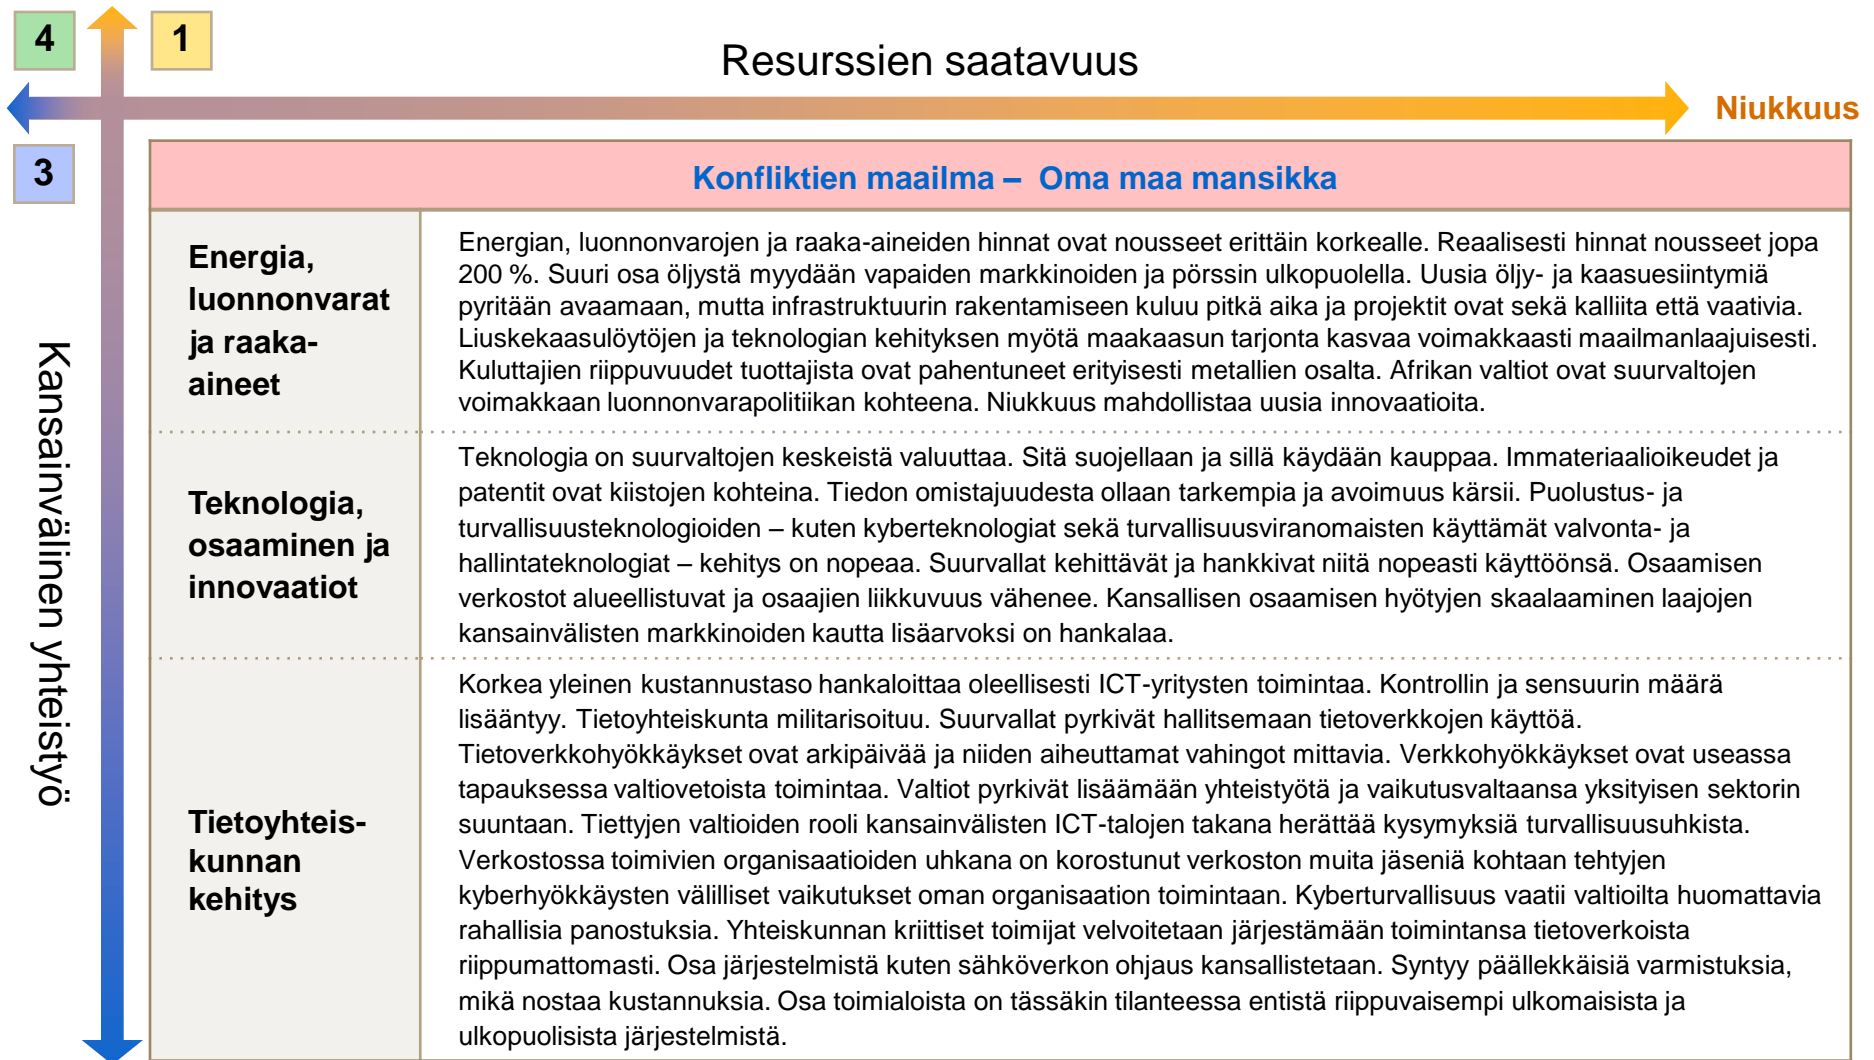 4
1
Resurssien saatavuus
Niukkuus
3
Kansainvälinen yhteistyö
Konfliktien maailma – Oma maa mansikka
Energia,
luonnonvarat
ja raaka-
aineet
Energian, luonnonvarojen ja raaka-aineiden hinnat ovat nousseet erittäin korkealle. Reaalisesti hinnat nousseet jopa
200 %. Suuri osa öljystä myydään vapaiden markkinoiden ja pörssin ulkopuolella. Uusia öljy- ja kaasuesiintymiä
pyritään avaamaan, mutta infrastruktuurin rakentamiseen kuluu pitkä aika ja projektit ovat sekä kalliita että vaativia.
Liuskekaasulöytöjen ja teknologian kehityksen myötä maakaasun tarjonta kasvaa voimakkaasti maailmanlaajuisesti.
Kuluttajien riippuvuudet tuottajista ovat pahentuneet erityisesti metallien osalta. Afrikan valtiot ovat suurvaltojen
voimakkaan luonnonvarapolitiikan kohteena. Niukkuus mahdollistaa uusia innovaatioita.
Teknologia,
osaaminen ja
innovaatiot
Teknologia on suurvaltojen keskeistä valuuttaa. Sitä suojellaan ja sillä käydään kauppaa. Immateriaalioikeudet ja
patentit ovat kiistojen kohteina. Tiedon omistajuudesta ollaan tarkempia ja avoimuus kärsii. Puolustus- ja
turvallisuusteknologioiden – kuten kyberteknologiat sekä turvallisuusviranomaisten käyttämät valvonta- ja
hallintateknologiat – kehitys on nopeaa. Suurvallat kehittävät ja hankkivat niitä nopeasti käyttöönsä. Osaamisen
verkostot alueellistuvat ja osaajien liikkuvuus vähenee. Kansallisen osaamisen hyötyjen skaalaaminen laajojen
kansainvälisten markkinoiden kautta lisäarvoksi on hankalaa.
Tietoyhteis-
kunnan
kehitys
Korkea yleinen kustannustaso hankaloittaa oleellisesti ICT-yritysten toimintaa. Kontrollin ja sensuurin määrä
lisääntyy. Tietoyhteiskunta militarisoituu. Suurvallat pyrkivät hallitsemaan tietoverkkojen käyttöä.
Tietoverkkohyökkäykset ovat arkipäivää ja niiden aiheuttamat vahingot mittavia. Verkkohyökkäykset ovat useassa
tapauksessa valtiovetoista toimintaa. Valtiot pyrkivät lisäämään yhteistyötä ja vaikutusvaltaansa yksityisen sektorin
suuntaan. Tiettyjen valtioiden rooli kansainvälisten ICT-talojen takana herättää kysymyksiä turvallisuusuhkista.
Verkostossa toimivien organisaatioiden uhkana on korostunut verkoston muita jäseniä kohtaan tehtyjen
kyberhyökkäysten välilliset vaikutukset oman organisaation toimintaan. Kyberturvallisuus vaatii valtioilta huomattavia
rahallisia panostuksia. Yhteiskunnan kriittiset toimijat velvoitetaan järjestämään toimintansa tietoverkoista
riippumattomasti. Osa järjestelmistä kuten sähköverkon ohjaus kansallistetaan. Syntyy päällekkäisiä varmistuksia,
mikä nostaa kustannuksia. Osa toimialoista on tässäkin tilanteessa entistä riippuvaisempi ulkomaisista ja
ulkopuolisista järjestelmistä.